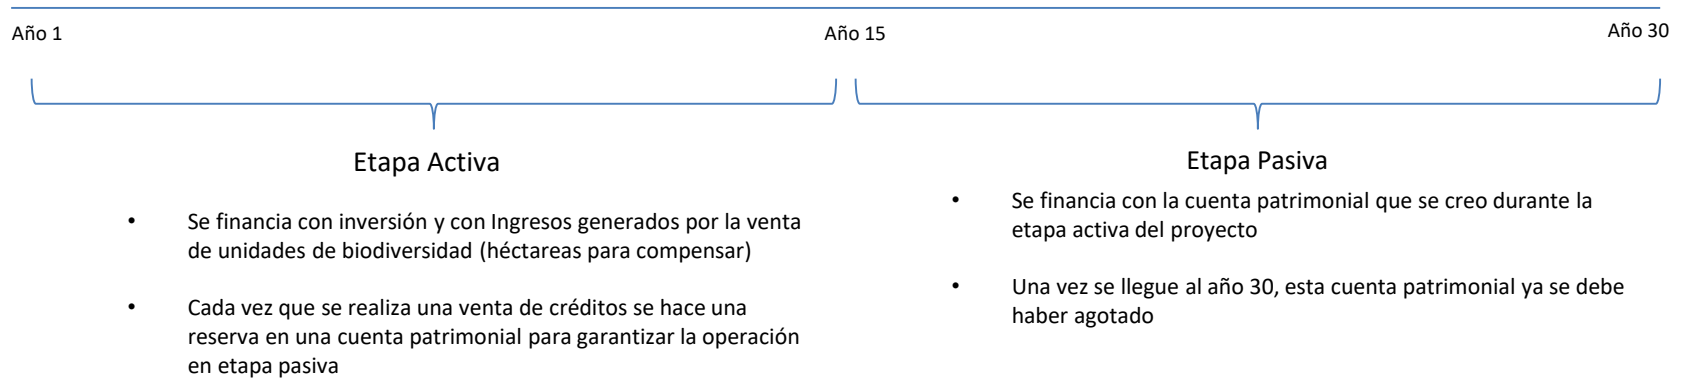 Año 1
Año 15
Año 30
Etapa Activa
• Se financia con inversión y con Ingresos generados por la venta
de unidades de biodiversidad (héctareas para compensar)
• Cada vez que se realiza una venta de créditos se hace una
reserva en una cuenta patrimonial para garantizar la operación
en etapa pasiva
Etapa Pasiva
• Se financia con la cuenta patrimonial que se creo durante la
etapa activa del proyecto
• Una vez se llegue al año 30, esta cuenta patrimonial ya se debe
haber agotado